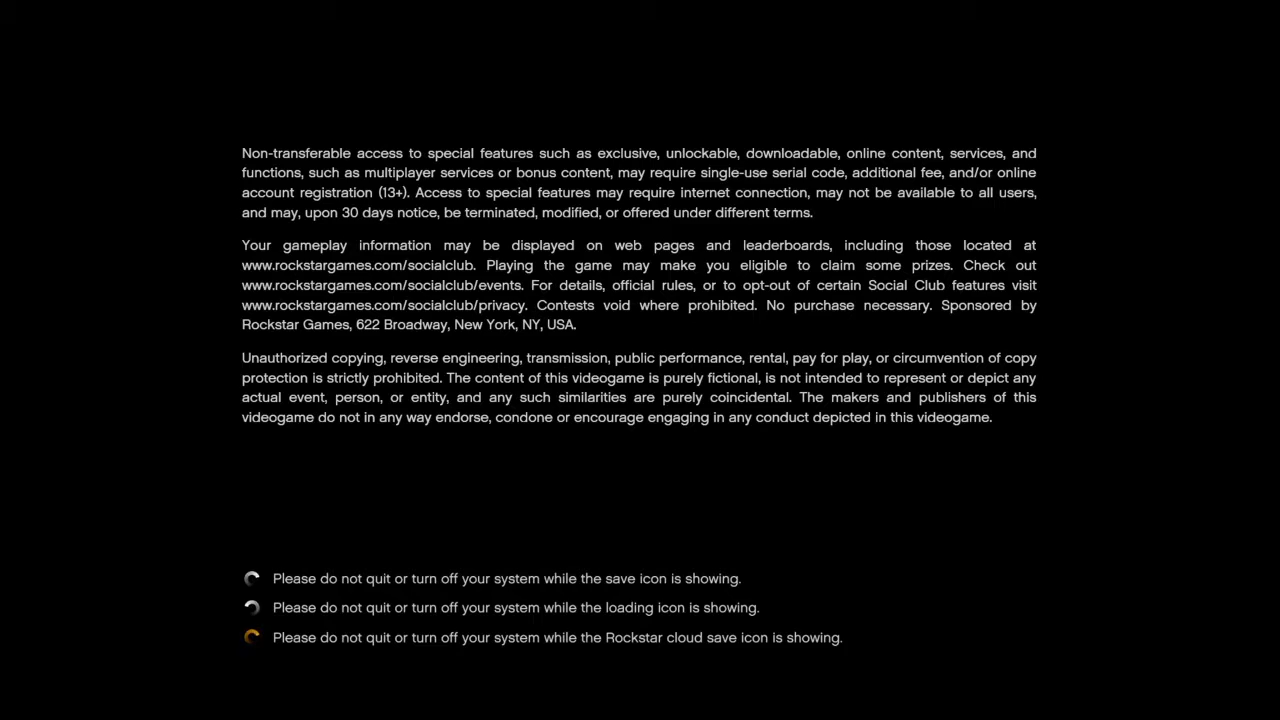 Non-transferable access to special features such as exclusive, unlockable, downloadable, online content, services, and
functions, such as multiplayer services or bonus content, may require single-use serial code, additional fee, and/or online
account registration (13+). Access to special features may require internet connection, may not be available to all users,
and may, upon 30 days notice, be terminated, modified, or offered under different terms.
Your gameplay information may be displayed on web pages and leaderboards, including those located at
www.rockstargames.com/socialclub. Playing the game may make you eligible to claim some prizes. Check out
www.rockstargames.com/socialclub/events. For details, official rules, or to opt-out of certain Social Club features visit
www.rockstargames.com/socialclub/privacy. Contests void where prohibited. No purchase necessary. Sponsored by
Rockstar Games, 622 Broadway, New York, NY, USA.
Unauthorized copying, reverse engineering, transmission, public performance, rental, pay for play, or circumvention of copy
protection is strictly prohibited. The content of this videogame is purely fictional, is not intended to represent or depict any
actual event, person, or entity, and any such similarities are purely coincidental. The makers and publishers of this
videogame do not in any way endorse, condone or encourage engaging in any conduct depicted in this videogame.
Please do not quit or turn off your system while the save icon is showing.
Please do not quit or turn off your system while the loading icon is showing.
Please do not quit or turn off your system while the Rockstar cloud save icon is showing.